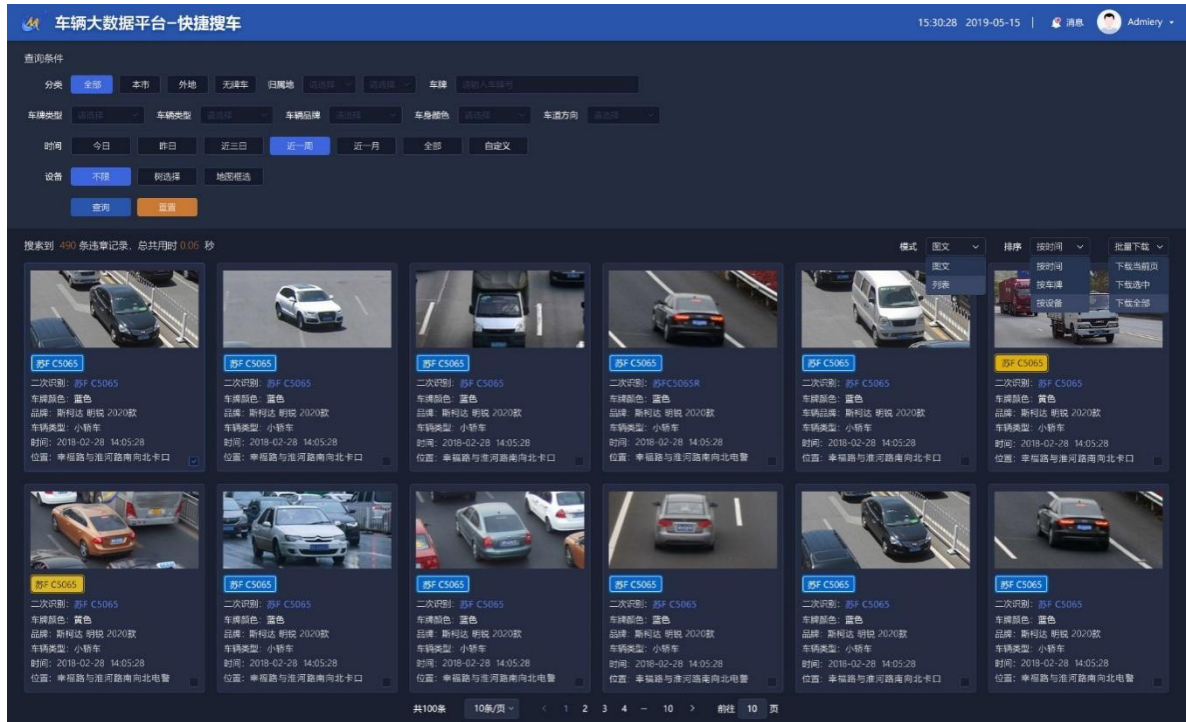 车辆大数据平台-快捷搜车 15:30:28 2019-05-15 | 消息 Admiery
查询条件
分类 全部 本市 外地 无牌车 归属地 请选择 请选择 车牌 请输入车牌号
车牌类型 请选择 车辆类型 请选择 车辆品牌 请选择 车身颜色 请选择 车道方向 请选择
时间 今日 昨日 近三日 近一周 近一月 全部 自定义
设备 不限 树选择 地图框选
查询 重置
搜索到 490 条违章记录, 总共用时 0.06 秒 模式 图文 排序 按时间 批量下载
图文 按时间 下载当前页
列表 按车牌 下载选中
按设备 下载全部
苏F C5065
二次识别: 苏F C5065
车牌颜色: 蓝色
品牌: 斯柯达 明锐 2020款
车辆类型: 小轿车
时间: 2018-02-28 14:05:28
位置: 幸福路与淮河路南向北卡口
苏F C5065
二次识别: 苏F C5065
车牌颜色: 蓝色
品牌: 斯柯达 明锐 2020款
车辆类型: 小轿车
时间: 2018-02-28 14:05:28
位置: 幸福路与淮河路南向北卡口
苏F C5065
二次识别: 苏F C5065
车牌颜色: 蓝色
品牌: 斯柯达 明锐 2020款
车辆类型: 小轿车
时间: 2018-02-28 14:05:28
位置: 幸福路与淮河路南向北卡口
苏F C5065
二次识别: 苏FC5065R
车牌颜色: 蓝色
品牌: 斯柯达 明锐 2020款
车辆类型: 小轿车
时间: 2018-02-28 14:05:28
位置: 幸福路与淮河路南向北电警
苏F C5065
二次识别: 苏F C5065
车牌颜色: 蓝色
车辆品牌: 斯柯达 明锐 2020款
车辆类型: 小轿车
时间: 2018-02-28 14:05:28
位置: 幸福路与淮河路南向北卡口
苏F C5065
二次识别: 苏F C5065
车牌颜色: 黄色
品牌: 斯柯达 明锐 2020款
车辆类型: 小轿车
时间: 2018-02-28 14:05:28
位置: 幸福路与淮河路南向北卡口
苏F C5065
二次识别: 苏F C5065
车牌颜色: 黄色
品牌: 斯柯达 明锐 2020款
车辆类型: 小轿车
时间: 2018-02-28 14:05:28
位置: 幸福路与淮河路南向北电警
苏F C5065
二次识别: 苏F C5065
车牌颜色: 蓝色
品牌: 斯柯达 明锐 2020款
车辆类型: 小轿车
时间: 2018-02-28 14:05:28
位置: 幸福路与淮河路南向北卡口
苏F C5065
二次识别: 苏F C5065
车牌颜色: 蓝色
品牌: 斯柯达 明锐 2020款
车辆类型: 小轿车
时间: 2018-02-28 14:05:28
位置: 幸福路与淮河路南向北电警
苏F C5065
二次识别: 苏F C5065
车牌颜色: 蓝色
品牌: 斯柯达 明锐 2020款
车辆类型: 小轿车
时间: 2018-02-28 14:05:28
位置: 幸福路与淮河路南向北电警
苏F C5065
二次识别: 苏F C5065
车牌颜色: 蓝色
品牌: 斯柯达 明锐 2020款
车辆类型: 小轿车
时间: 2018-02-28 14:05:28
位置: 幸福路与淮河路南向北卡口
苏F C5065
二次识别: 苏F C5065
车牌颜色: 蓝色
品牌: 斯柯达 明锐 2020款
车辆类型: 小轿车
时间: 2018-02-28 14:05:28
位置: 幸福路与淮河路南向北电警
共100条 10条/页 < 1 2 3 4 – 10 > 前往 10 页